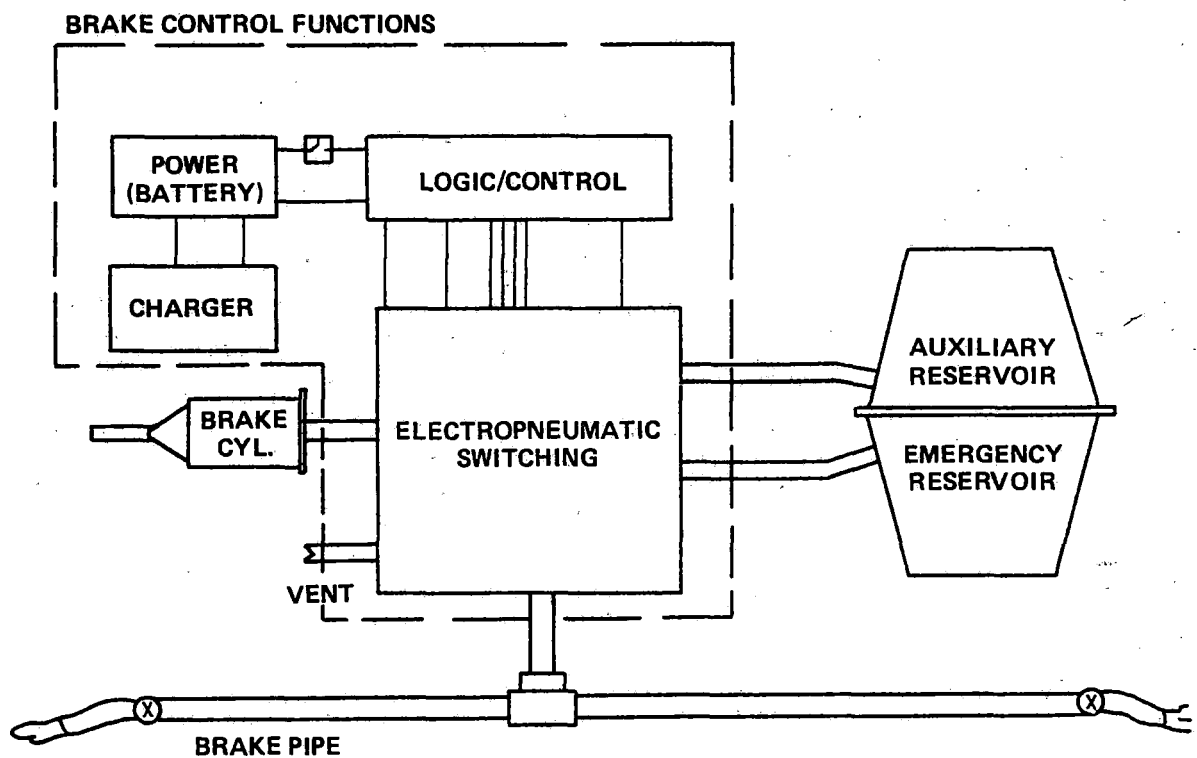 BRAKE CONTROL FUNCTIONS
POWER
(BATTERY)
LOGIC/CONTROL
CHARGER
AUXILIARY
RESERVOIR
BRAKE
CYL.
ELECTROPNEUMATIC
SWITCHING
EMERGENCY
RESERVOIR
VENT
X
X
BRAKE PIPE